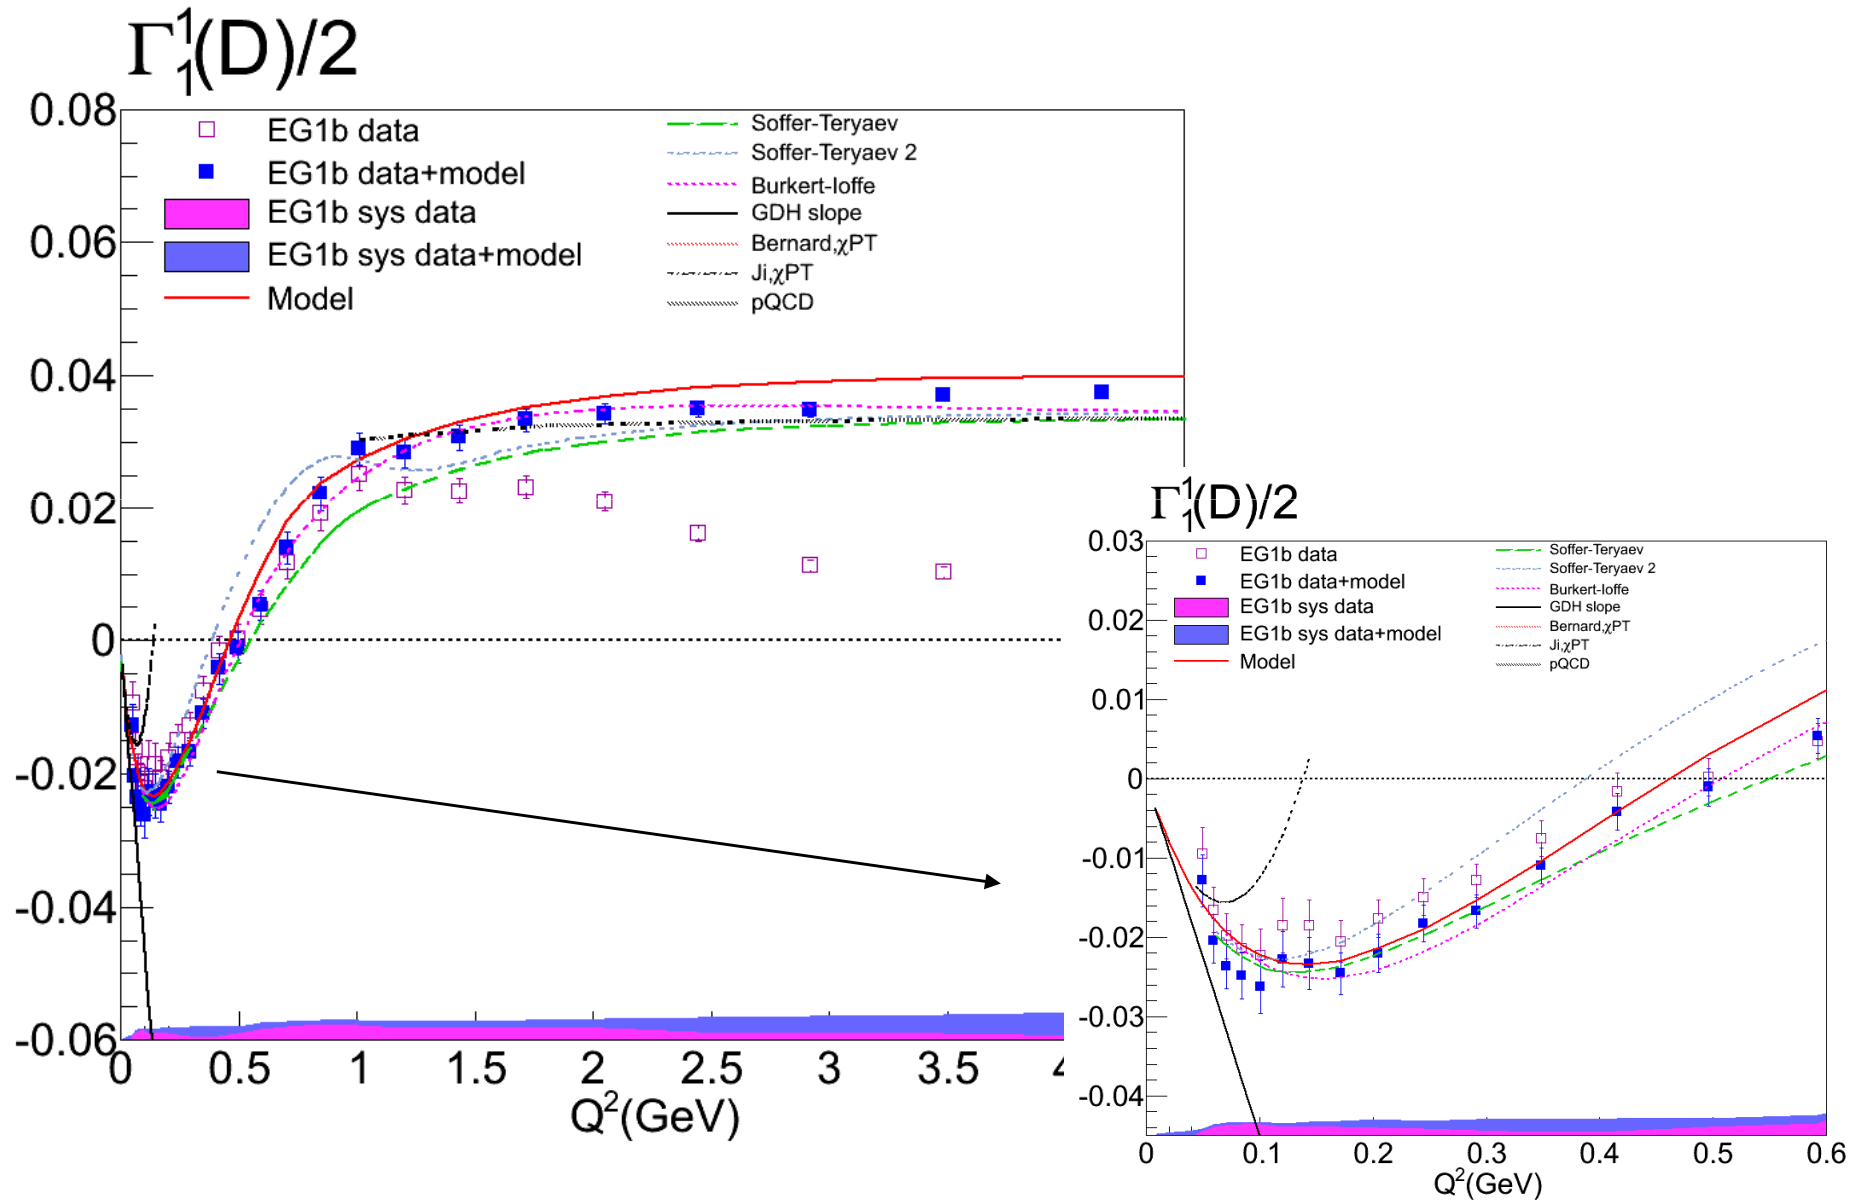 Γ₁¹(D)/2
0.08
0.06
0.04
0.02
0
-0.02
-0.04
-0.06
EG1b data
EG1b data+model
EG1b sys data
EG1b sys data+model
Model
Soffer-Teryaev
Soffer-Teryaev 2
Burkert-Ioffe
GDH slope
Bernard,χPT
Ji,χPT
pQCD
0 0.5 1 1.5 2 2.5 3 3.5
Q²(GeV)
Γ₁¹(D)/2
0.03
0.02
0.01
0
-0.01
-0.02
-0.03
-0.04
EG1b data
EG1b data+model
EG1b sys data
EG1b sys data+model
Model
Soffer-Teryaev
Soffer-Teryaev 2
Burkert-Ioffe
GDH slope
Bernard,χPT
Ji,χPT
pQCD
0 0.1 0.2 0.3 0.4 0.5 0.6
Q²(GeV)